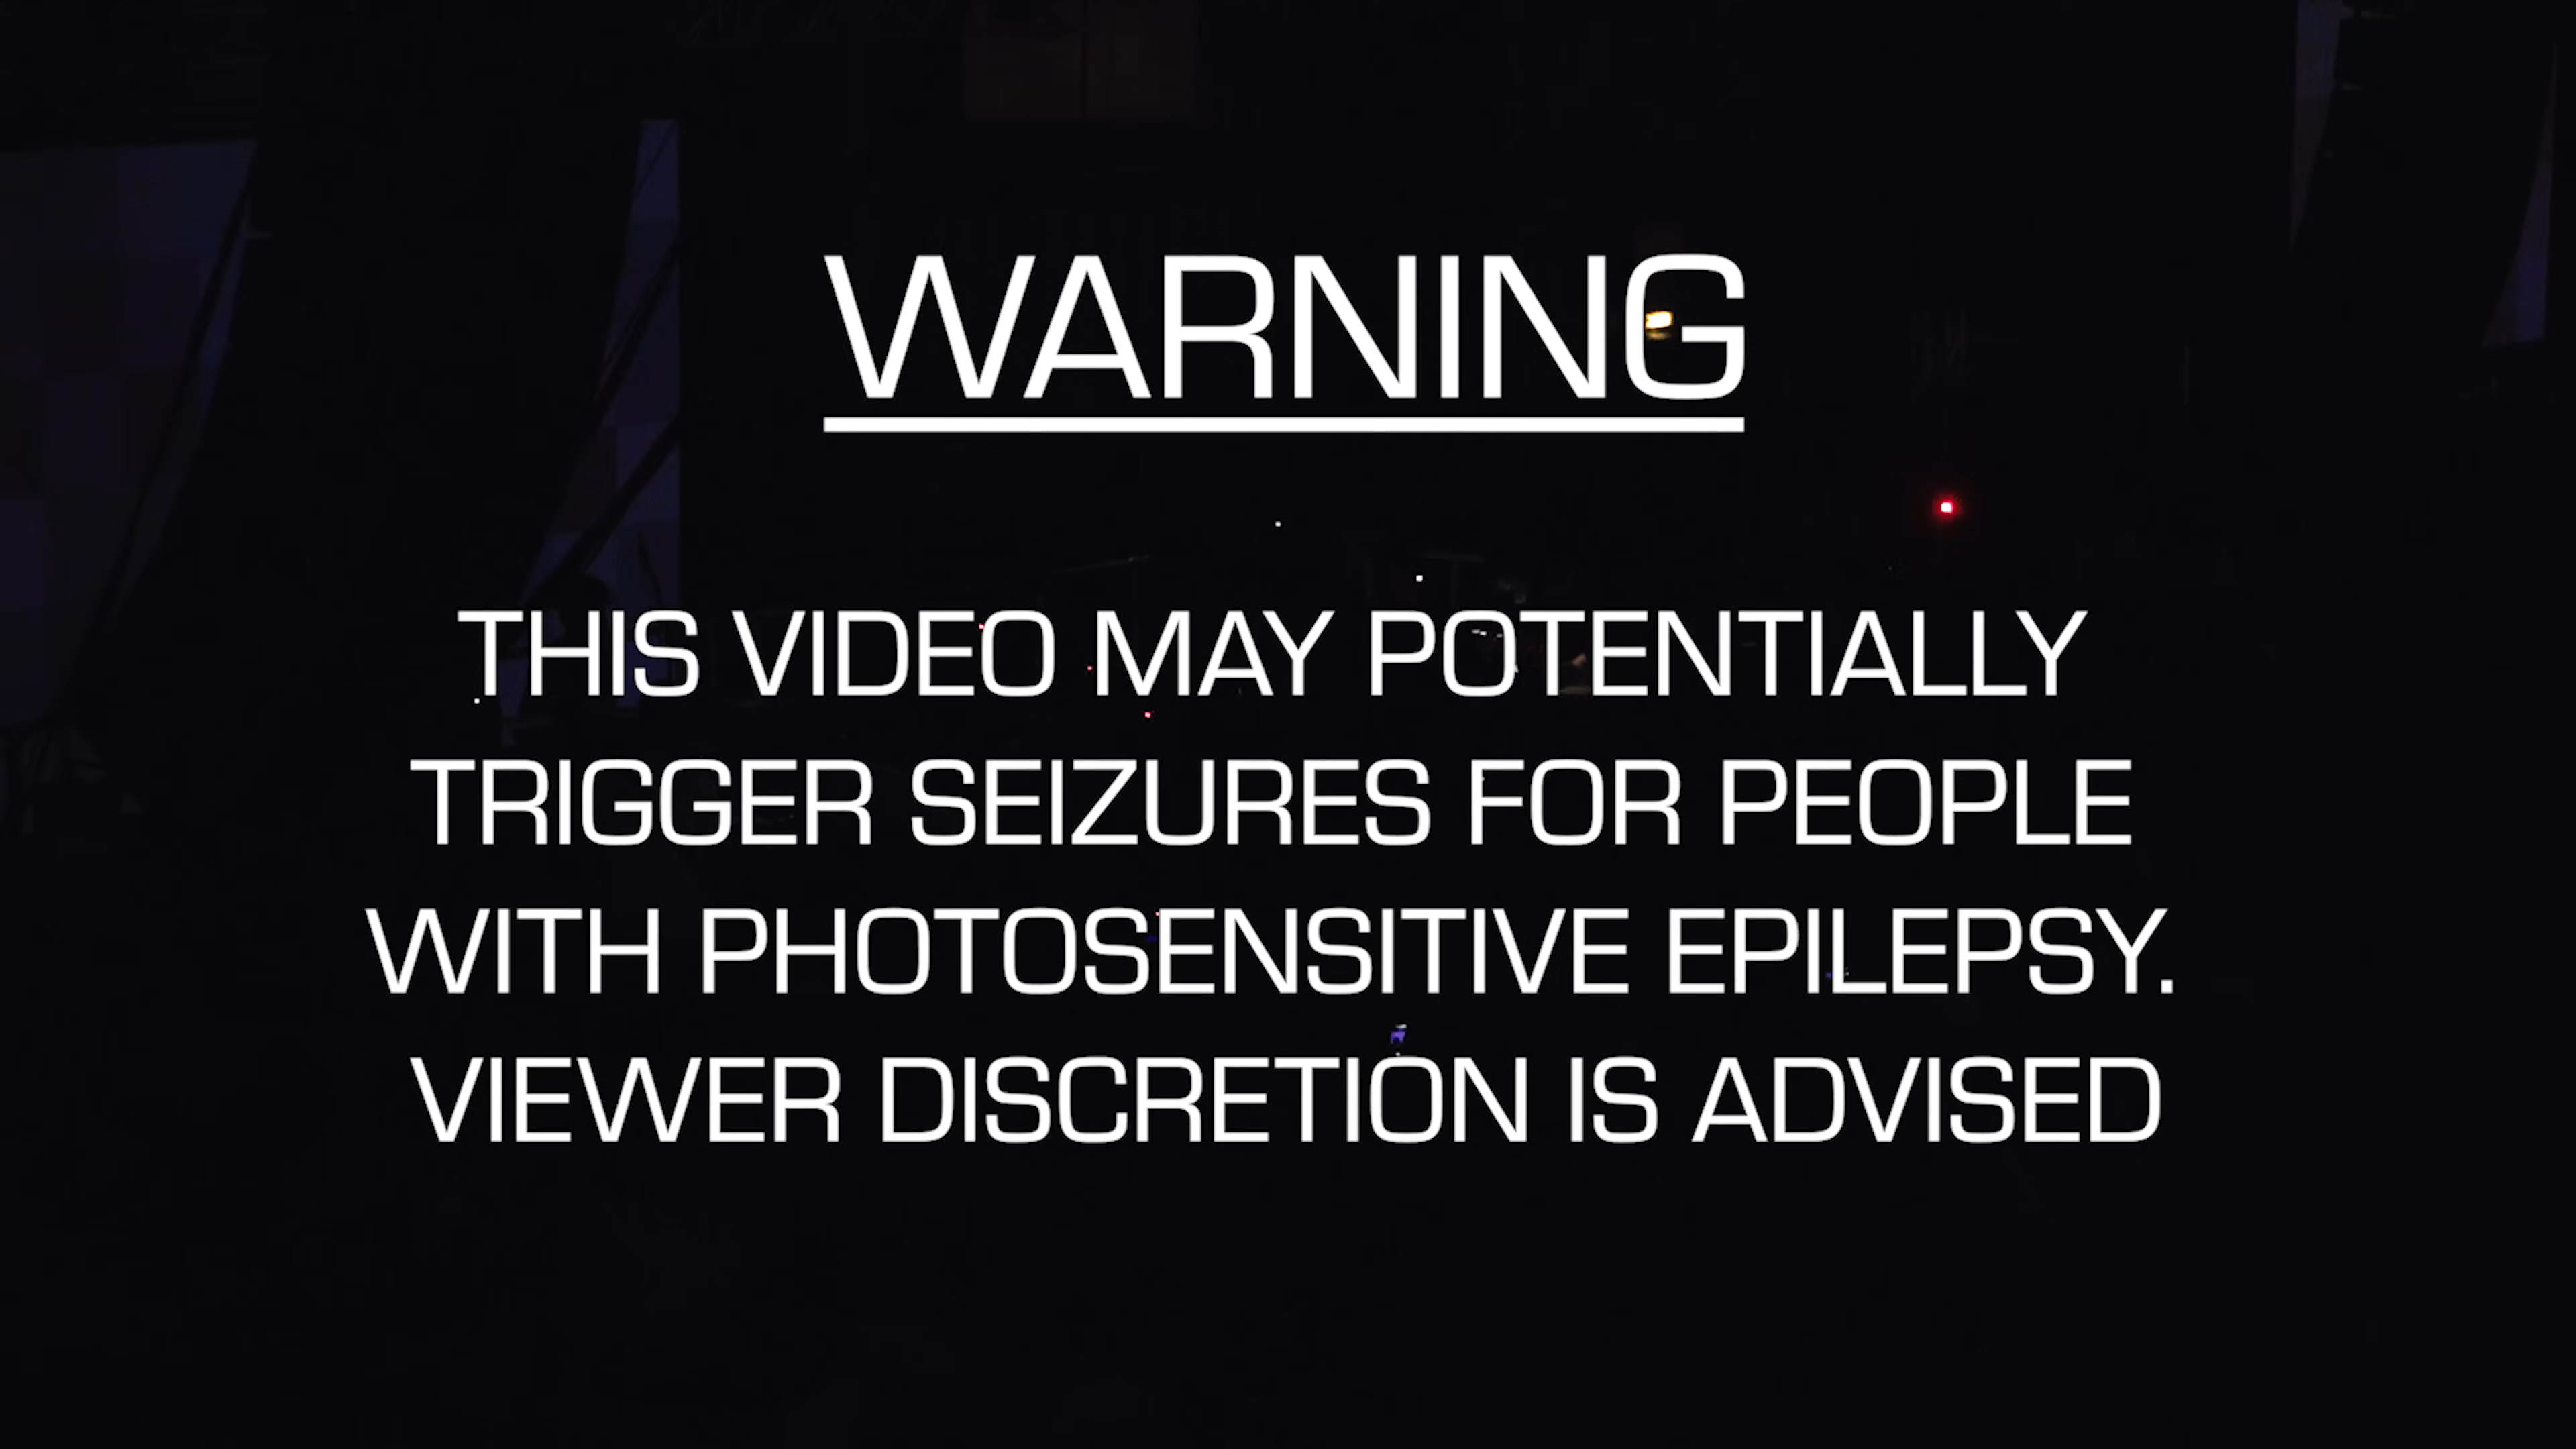 WARNING
THIS VIDEO MAY POTENTIALLY
TRIGGER SEIZURES FOR PEOPLE
WITH PHOTOSENSITIVE EPILEPSY.
VIEWER DISCRETION IS ADVISED